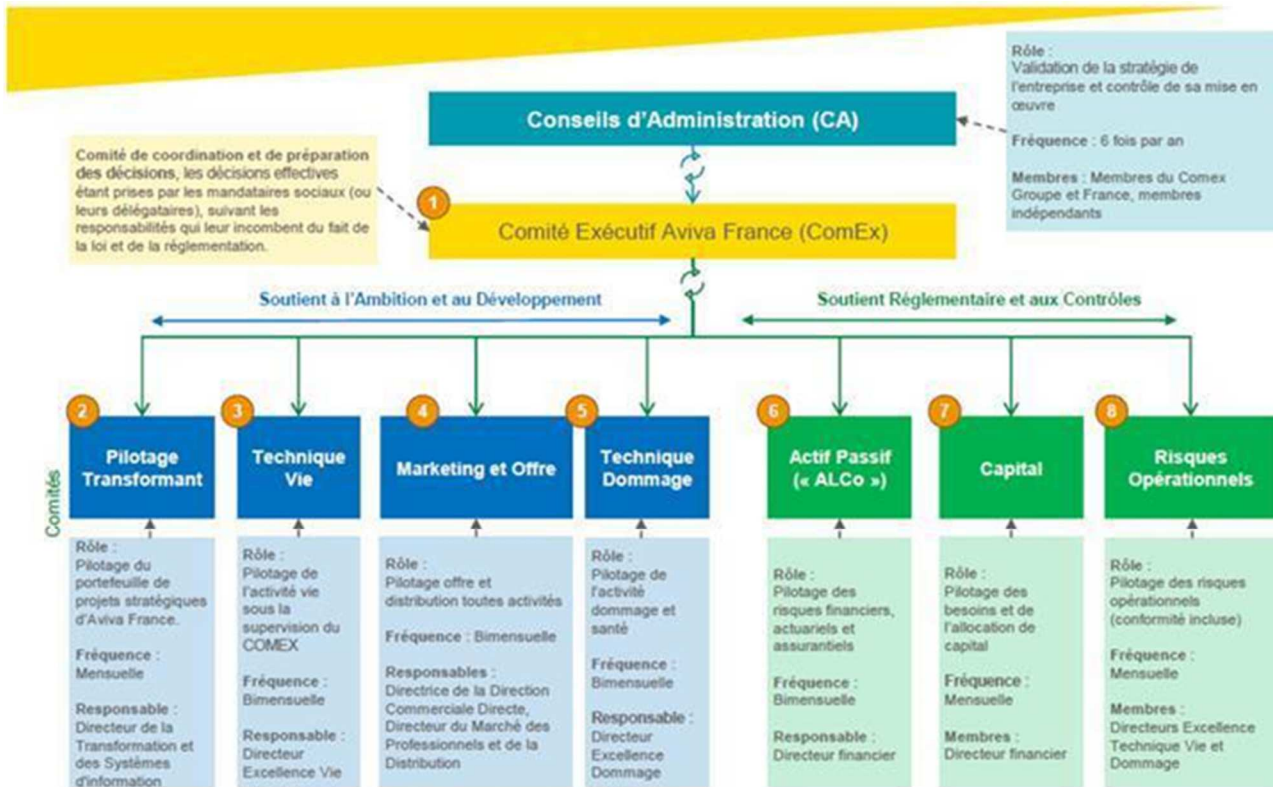 Rôle :
Validation de la stratégie de
l'entreprise et contrôle de sa mise en
œuvre
Fréquence : 6 fois par an
Membres : Membres du Comex
Groupe et France, membres
indépendants
Conseils d'Administration (CA)
Comité de coordination et de préparation
des décisions, les décisions effectives
étant prises par les mandataires sociaux (ou
leurs délégataires), suivant les
responsabilités qui leur incombent du fait de
la loi et de la réglementation.
1
Comité Exécutif Aviva France (ComEx)
Soutient à l'Ambition et au Développement
Soutient Réglementaire et aux Contrôles
Comités
2
Pilotage
Transformant
Rôle :
Pilotage du
portefeuille de
projets stratégiques
d'Aviva France.
Fréquence :
Mensuelle
Responsable :
Directeur de la
Transformation et
des Systèmes
d'information
3
Technique
Vie
Rôle :
Pilotage de
l'activité vie
sous la
supervision du
COMEX
Fréquence :
Bimensuelle
Responsable :
Directeur
Excellence Vie
4
Marketing et Offre
Rôle :
Pilotage offre et
distribution toutes activités
Fréquence : Bimensuelle
Responsables :
Directrice de la Direction
Commerciale Directe,
Directeur du Marché des
Professionnels et de la
Distribution
5
Technique
Dommage
Rôle :
Pilotage de
l'activité
dommage et
santé
Fréquence :
Bimensuelle
Responsable :
Directeur
Excellence
Dommage
6
Actif Passif
(« ALCo »)
Rôle :
Pilotage des
risques financiers,
actuariels et
assurantiels
Fréquence :
Bimensuelle
Responsable :
Directeur financier
7
Capital
Rôle :
Pilotage des
besoins et de
l'allocation de
capital
Fréquence :
Mensuelle
Membres :
Directeur financier
8
Risques
Opérationnels
Rôle :
Pilotage des risques
opérationnels
(conformité incluse)
Fréquence :
Mensuelle
Membres :
Directeurs Excellence
Technique Vie et
Dommage